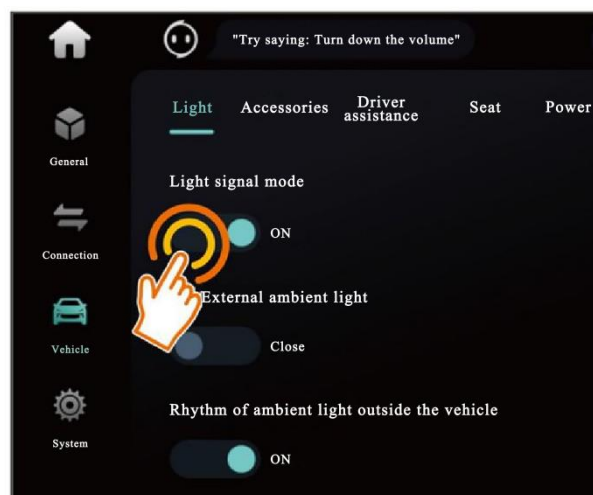 "Try saying: Turn down the volume"
Light
Accessories
Driver
assistance
Seat
Power
General
Light signal mode
ON
Connection
External ambient light
Close
Vehicle
Rhythm of ambient light outside the vehicle
System
ON